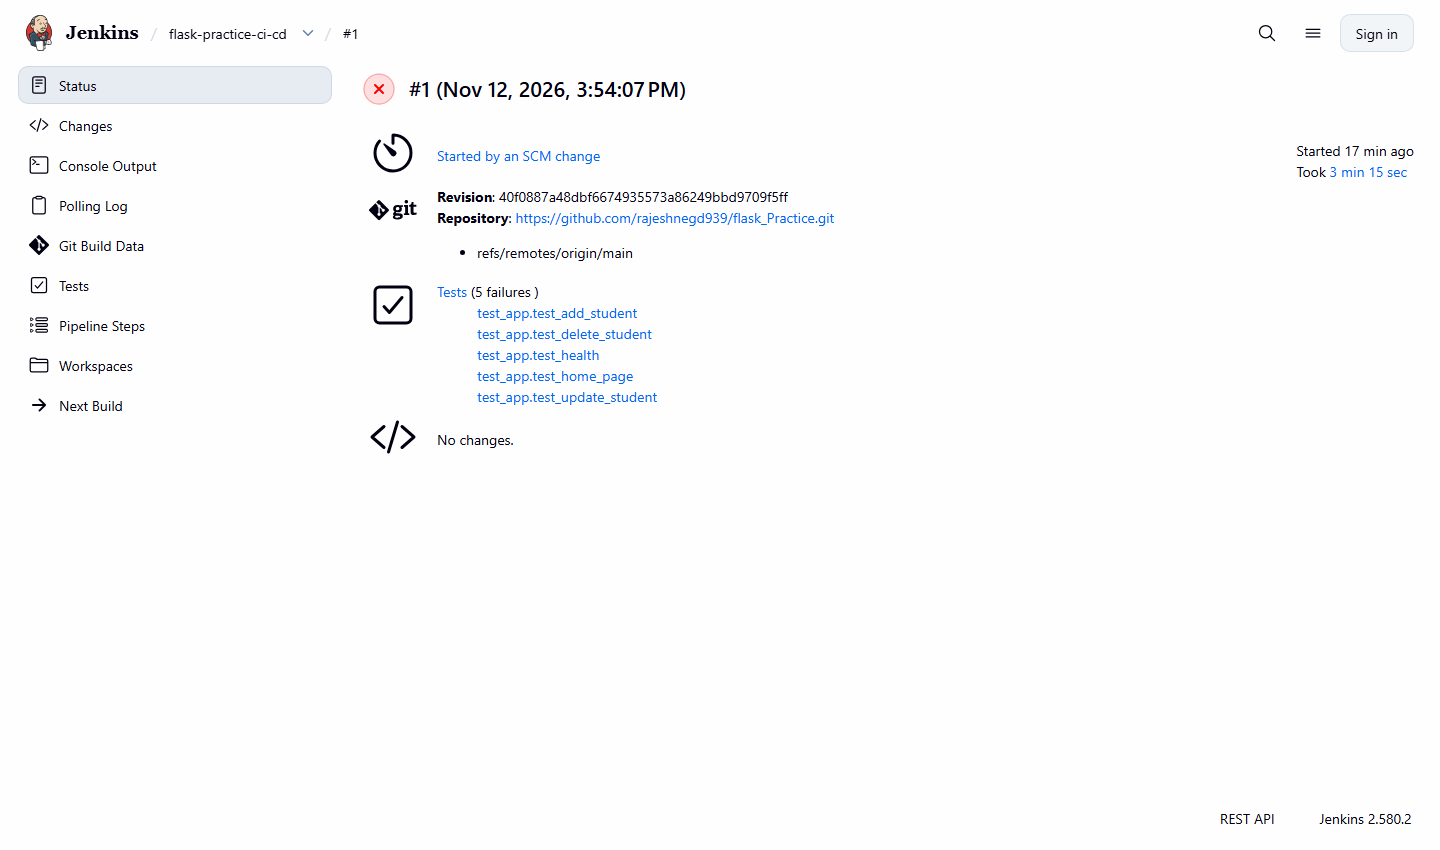 Jenkins / flask-practice-ci-cd / #1
Sign in
Status
Changes
Console Output
Polling Log
Git Build Data
Tests
Pipeline Steps
Workspaces
Next Build
#1 (Nov 12, 2026, 3:54:07 PM)
Started by an SCM change
Started 17 min ago
Took 3 min 15 sec
git
Revision: 40f0887a48dbf6674935573a86249bbd9709f5ff
Repository: https://github.com/rajeshnegd939/flask_Practice.git
refs/remotes/origin/main
Tests (5 failures )
test_app.test_add_student
test_app.test_delete_student
test_app.test_health
test_app.test_home_page
test_app.test_update_student
No changes.
REST API
Jenkins 2.580.2